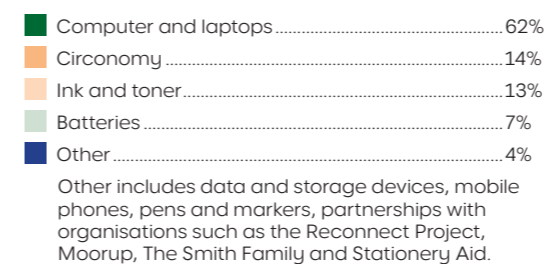 Computer and laptops 62%
Circonomy 14%
Ink and toner 13%
Batteries 7%
Other 4%
Other includes data and storage devices, mobile
phones, pens and markers, partnerships with
organisations such as the Reconnect Project,
Moorup, The Smith Family and Stationery Aid.